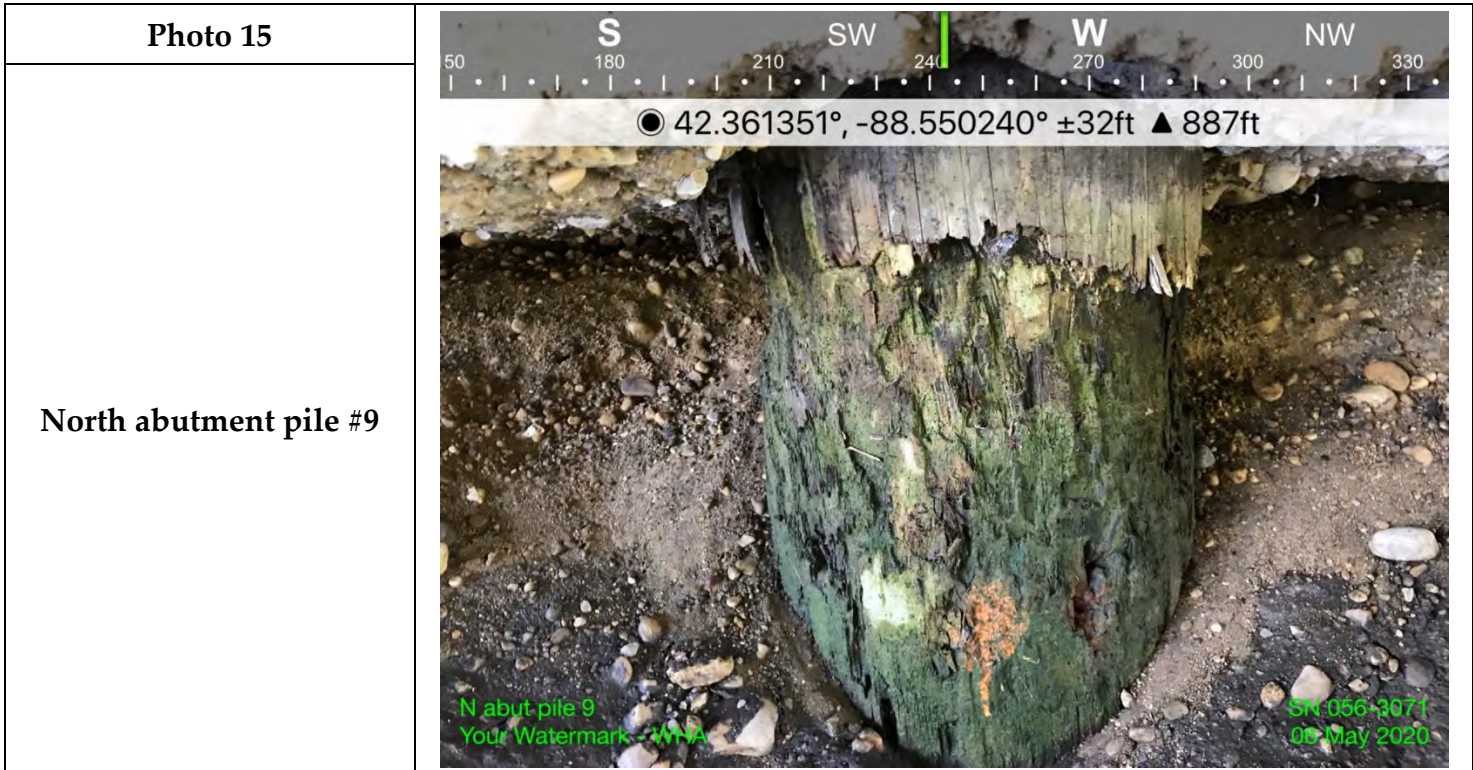 Photo 15
North abutment pile #9
S SW W NW
50 180 210 240 270 300 330
42.361351°, -88.550240° ±32ft ▲ 887ft
N abut pile 9
Your Watermark - WHA
SN 056-3071
06 May 2020